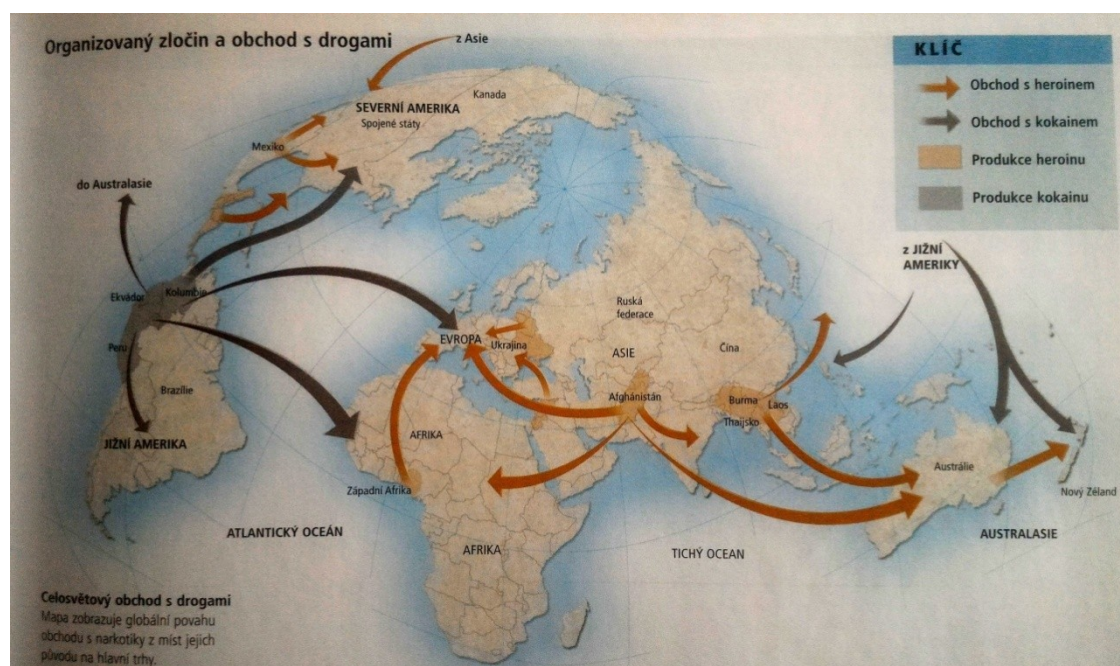 Organizovaný zločin a obchod s drogami
z Asie
KLÍČ
Obchod s heroinem
Obchod s kokainem
Produkce heroinu
Produkce kokainu
Kanada
SEVERNÍ AMERIKA
Spojené státy
Mexiko
do Australasie
z JIŽNÍ
AMERIKY
Ekvádor
Kolumbie
Peru
Brazílie
JIŽNÍ AMERIKA
Ruská
federace
EVROPA
Ukrajina
ASIE
Čína
Afghánistán
Burma
Laos
Thajsko
AFRIKA
Západní Afrika
Austrálie
Nový Zéland
ATLANTICKÝ OCEÁN
AFRIKA
TICHÝ OCEAN
AUSTRALASIE
Celosvětový obchod s drogami
Mapa zobrazuje globální povahu
obchodu s narkotiky z míst jejich
původu na hlavní trhy.